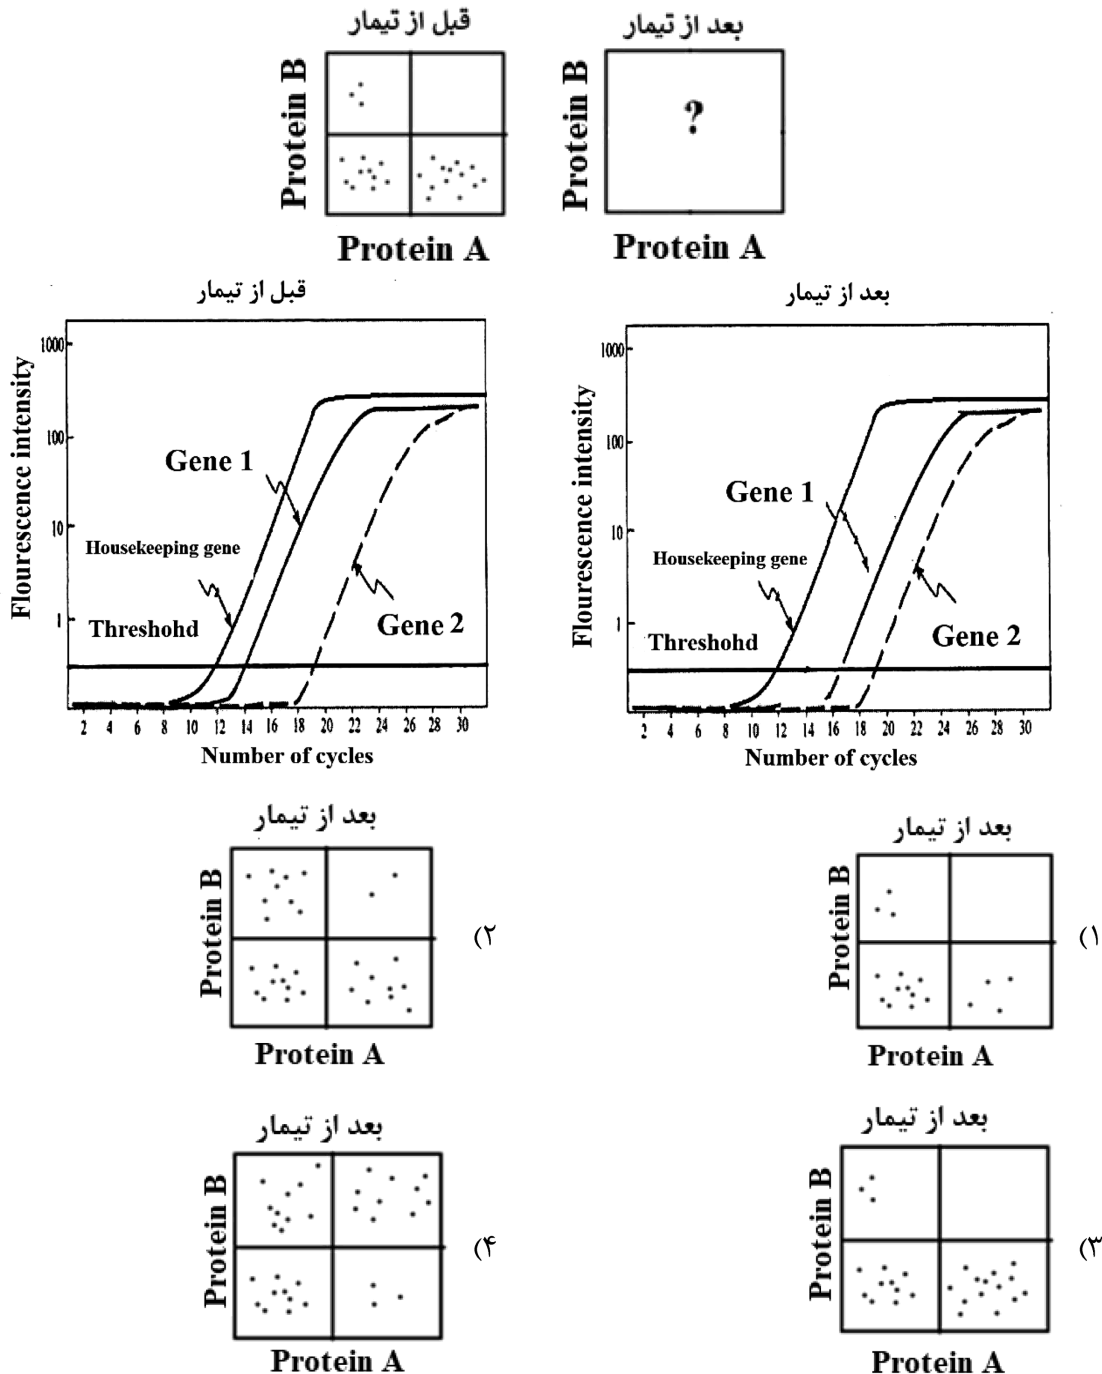 قبل از تیمار
بعد از تیمار
Protein B
Protein B
?
Protein A
Protein A
قبل از تیمار
بعد از تیمار
Flourescence intensity
1000
100
10
1
Gene 1
Housekeeping gene
Threshohd
Gene 2
2 4 6 8 10 12 14 16 18 20 22 24 26 28 30
Number of cycles
Flourescence intensity
1000
100
10
1
Gene 1
Housekeeping gene
Threshohd
Gene 2
2 4 6 8 10 12 14 16 18 20 22 24 26 28 30
Number of cycles
بعد از تیمار
Protein B
(۱
Protein A
بعد از تیمار
Protein B
(۲
Protein A
بعد از تیمار
Protein B
(۳
Protein A
بعد از تیمار
Protein B
(۴
Protein A